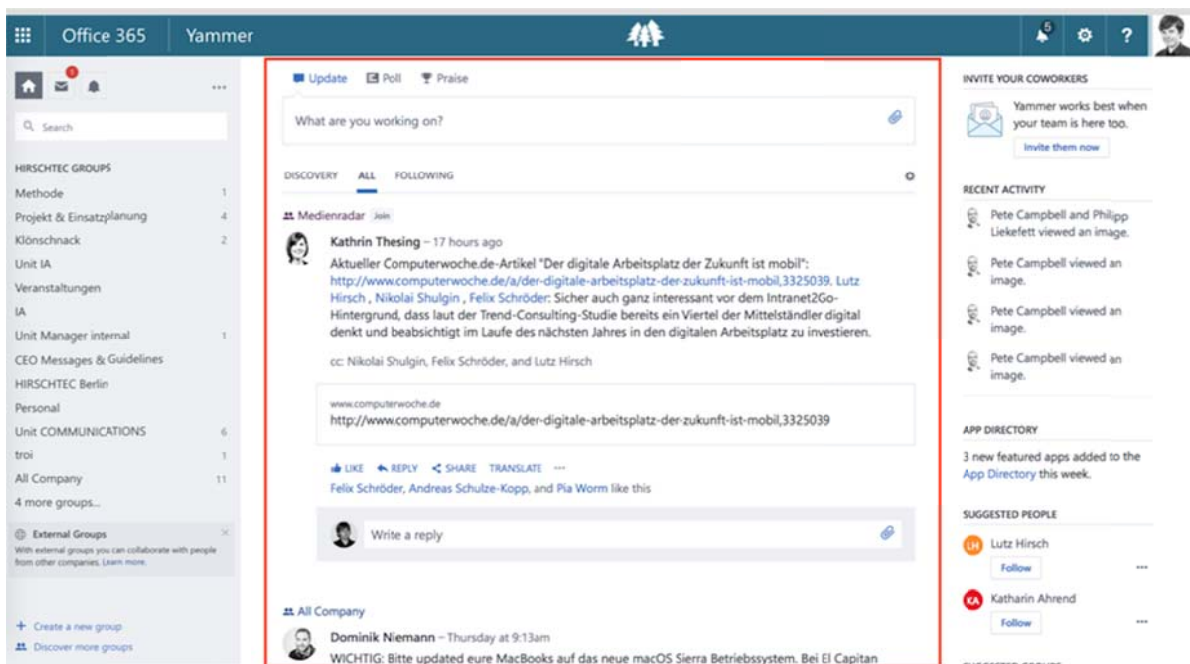 Office 365
Yammer
5
?
1
Search
HIRSCHTEC GROUPS
Methode 1
Projekt & Einsatzplanung 4
Klönschnack 2
Unit IA
Veranstaltungen
IA
Unit Manager internal 1
CEO Messages & Guidelines
HIRSCHTEC Berlin
Personal
Unit COMMUNICATIONS 6
troi 1
All Company 11
4 more groups...
External Groups
With external groups you can collaborate with people
from other companies. Learn more.
+ Create a new group
Discover more groups
Update Poll Praise
What are you working on?
DISCOVERY ALL FOLLOWING
Medienradar Join
Kathrin Thesing – 17 hours ago
Aktueller Computerwoche.de-Artikel "Der digitale Arbeitsplatz der Zukunft ist mobil":
http://www.computerwoche.de/a/der-digitale-arbeitsplatz-der-zukunft-ist-mobil,3325039. Lutz
Hirsch , Nikolai Shulgin , Felix Schröder: Sicher auch ganz interessant vor dem Intranet2Go-
Hintergrund, dass laut der Trend-Consulting-Studie bereits ein Viertel der Mittelständler digital
denkt und beabsichtigt im Laufe des nächsten Jahres in den digitalen Arbeitsplatz zu investieren.
cc: Nikolai Shulgin, Felix Schröder, and Lutz Hirsch
www.computerwoche.de
http://www.computerwoche.de/a/der-digitale-arbeitsplatz-der-zukunft-ist-mobil,3325039
LIKE REPLY SHARE TRANSLATE ...
Felix Schröder, Andreas Schulze-Kopp, and Pia Worm like this
Write a reply
All Company
Dominik Niemann – Thursday at 9:13am
WICHTIG: Bitte updated eure MacBooks auf das neue macOS Sierra Betriebssystem. Bei El Capitan
INVITE YOUR COWORKERS
Yammer works best when
your team is here too.
Invite them now
RECENT ACTIVITY
Pete Campbell and Philipp
Liekefett viewed an image.
Pete Campbell viewed an
image.
Pete Campbell viewed an
image.
Pete Campbell viewed an
image.
APP DIRECTORY
3 new featured apps added to the
App Directory this week.
SUGGESTED PEOPLE
LH Lutz Hirsch
Follow
KA Katharin Ahrend
Follow